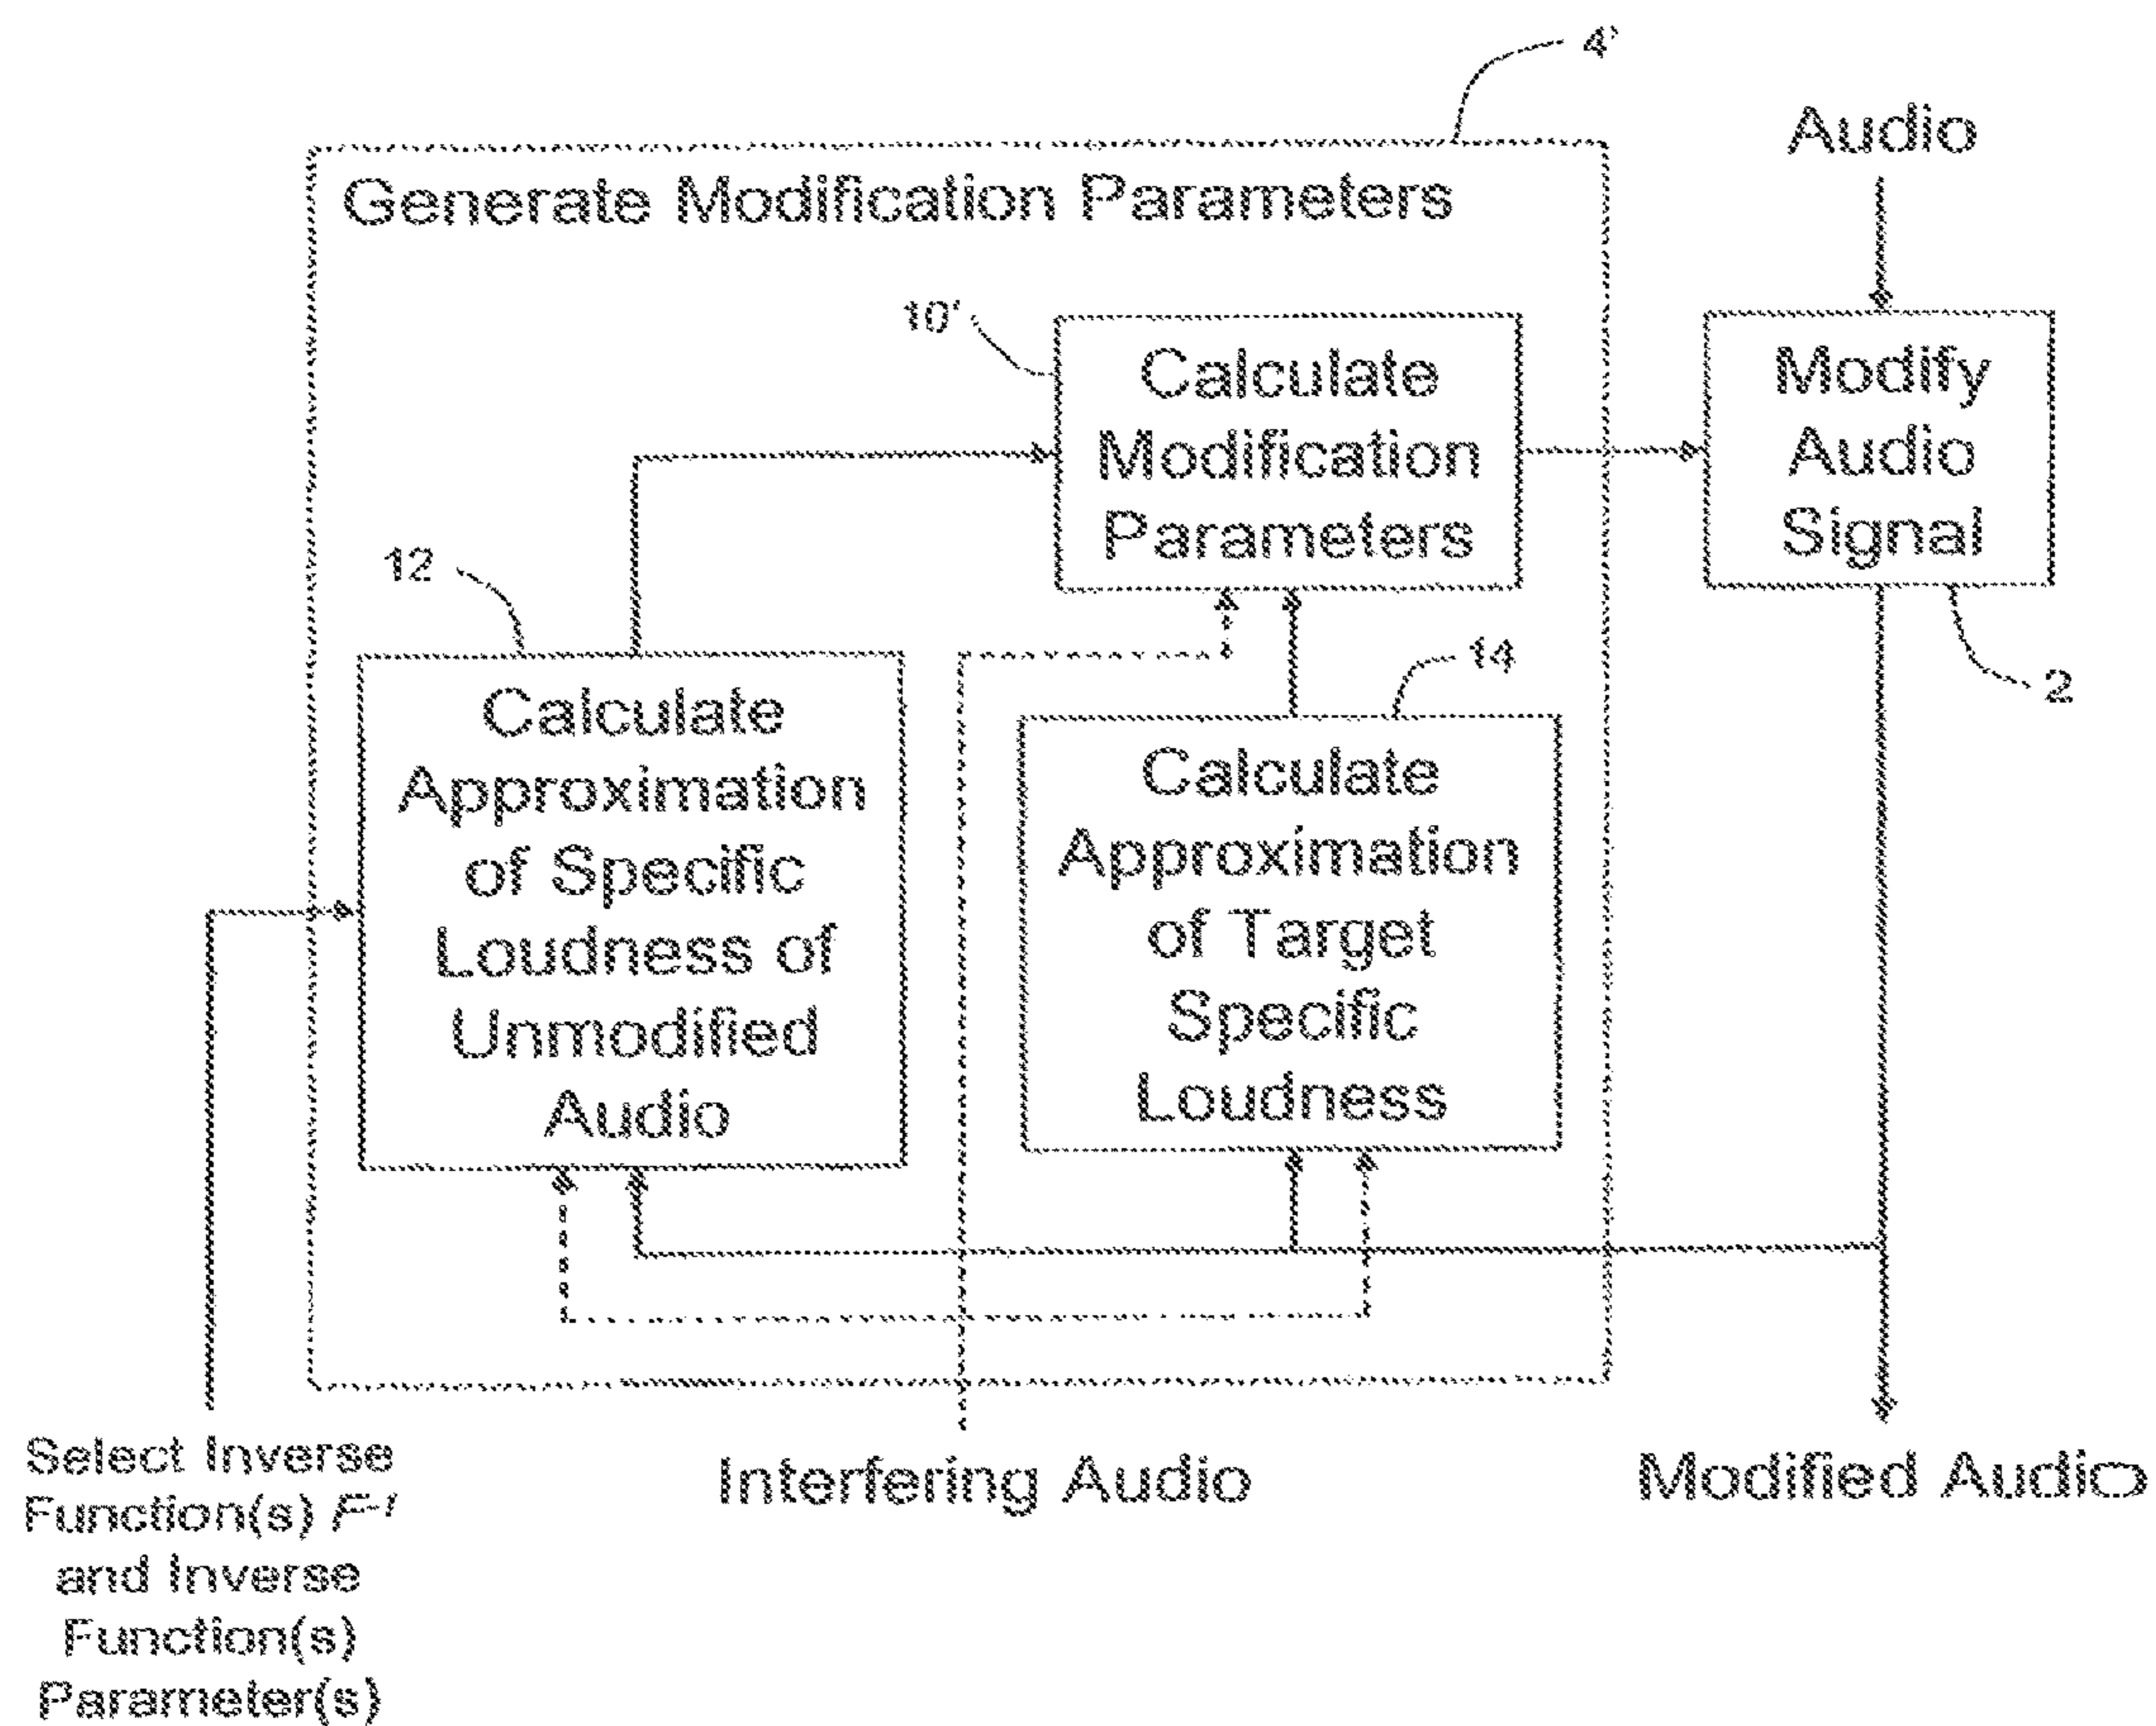 4'
Audio
Generate Modification Parameters
10'
Calculate
Modification
Parameters
Modify
Audio
Signal
12
14
2
Calculate
Approximation
of Specific
Loudness of
Unmodified
Audio
Calculate
Approximation
of Target
Specific
Loudness
Select Inverse
Function(s) F⁻¹
and Inverse
Function(s)
Parameter(s)
Interfering Audio
Modified Audio